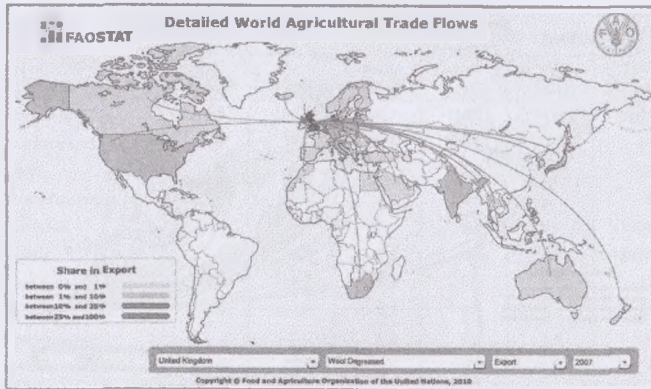 Detailed World Agricultural Trade Flows
FAOSTAT
FAO
Share in Export
between 0% and 1%
between 1% and 10%
between 10% and 25%
between 25% and 100%
United Kingdom
Wool Degreased
Export
2007
Copyright © Food and Agriculture Organization of the United Nations, 2010